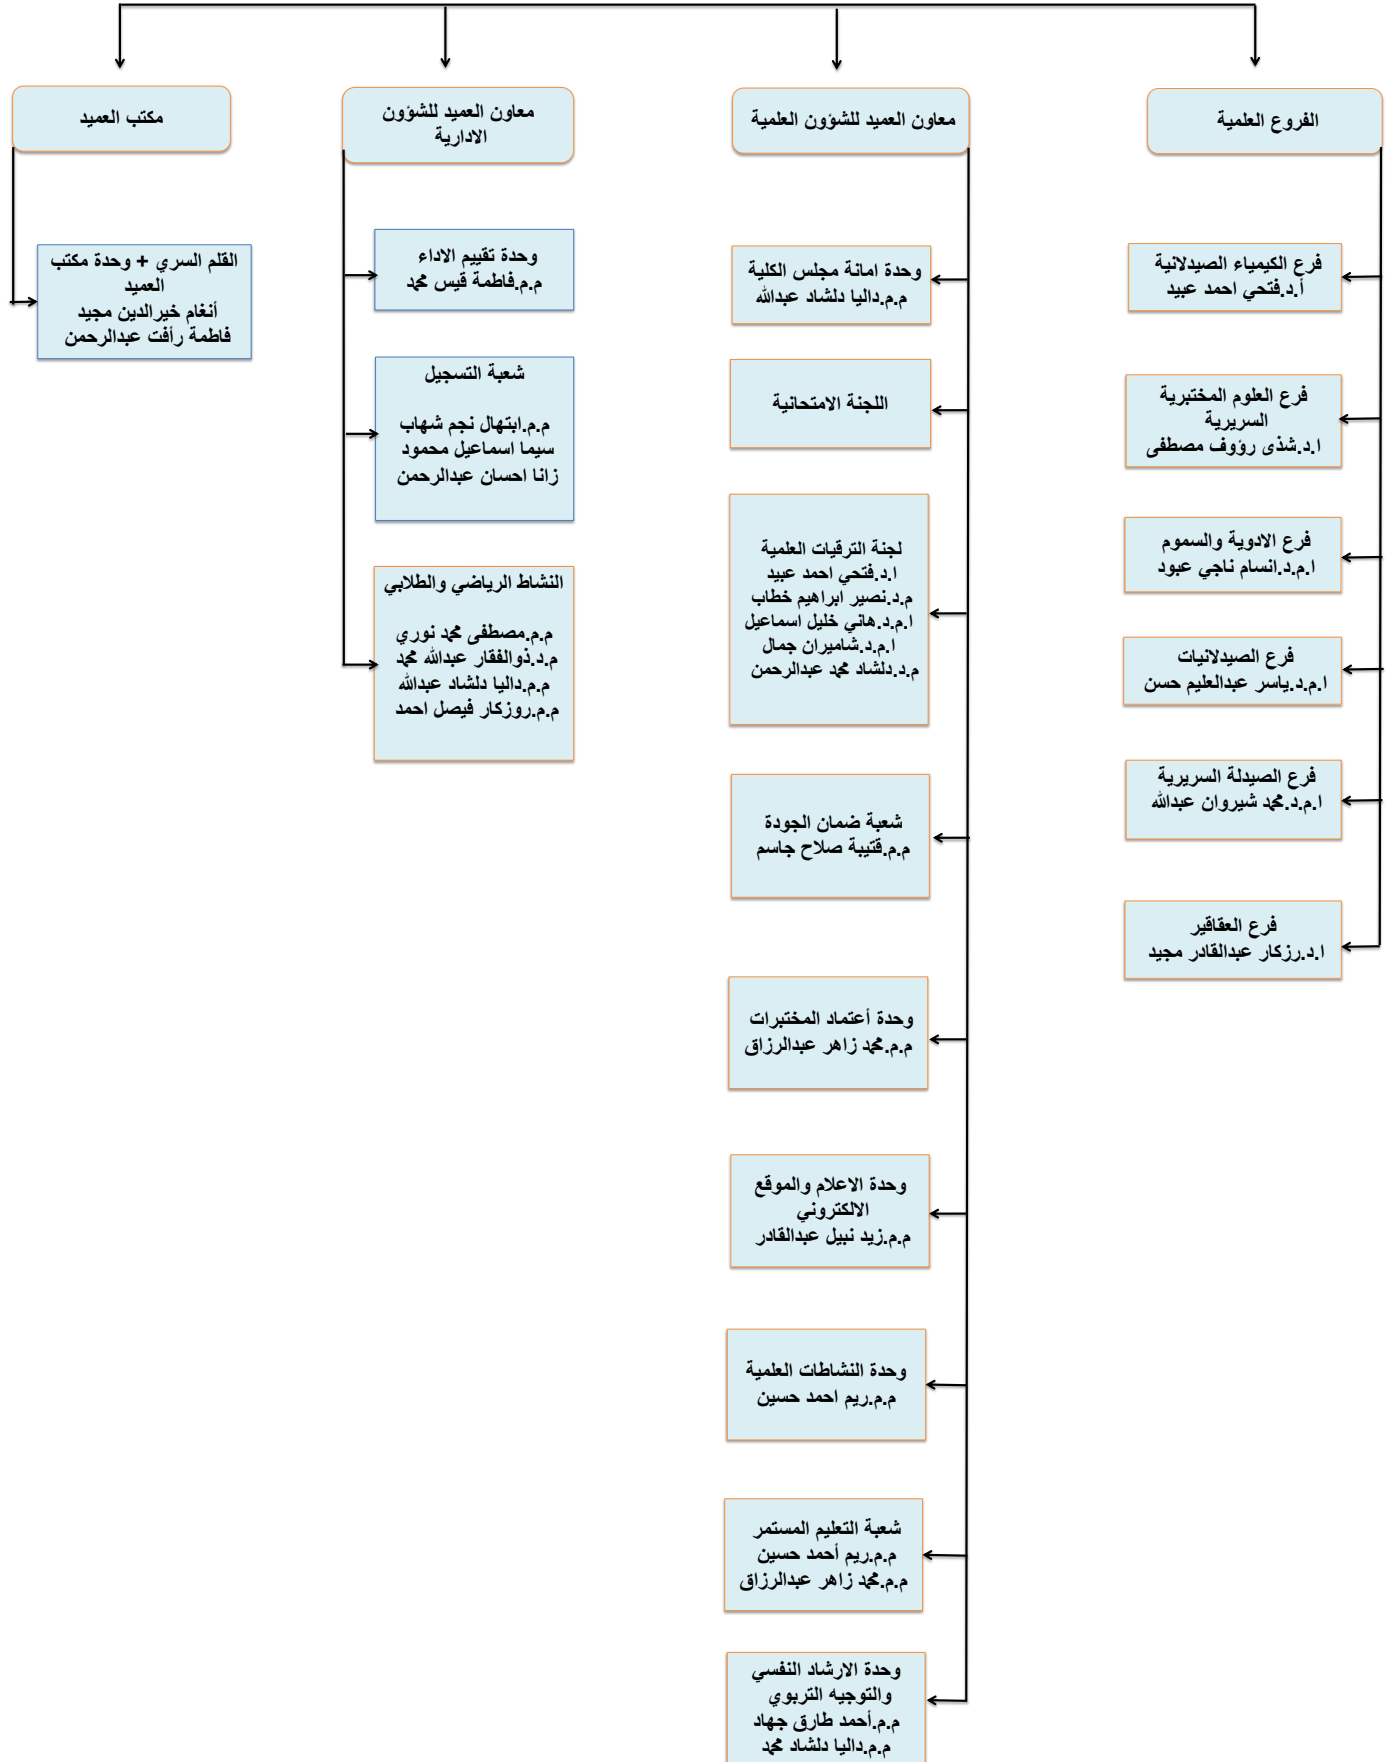 الفروع العلمية
فرع الكيمياء الصيدلانية
أ.د.فتحي احمد عبيد
فرع العلوم المختبرية
السريرية
ا.د.شذى رؤوف مصطفى
فرع الادوية والسموم
ا.م.د.انسام ناجي عبود
فرع الصيدلانيات
ا.م.د.ياسر عبدالعليم حسن
فرع الصيدلة السريرية
ا.م.د.محمد شيروان عبدالله
فرع العقاقير
ا.د.رزكار عبدالقادر مجيد
معاون العميد للشؤون العلمية
وحدة امانة مجلس الكلية
م.م.داليا دلشاد عبدالله
اللجنة الامتحانية
لجنة الترقيات العلمية
ا.د.فتحي احمد عبيد
م.د.نصير ابراهيم خطاب
ا.م.د.هاني خليل اسماعيل
ا.م.د.شاميران جمال
م.د.دلشاد محمد عبدالرحمن
شعبة ضمان الجودة
م.م.قتيبة صلاح جاسم
وحدة أعتماد المختبرات
م.م.محمد زاهر عبدالرزاق
وحدة الاعلام والموقع
الالكتروني
م.م.زيد نبيل عبدالقادر
وحدة النشاطات العلمية
م.م.ريم احمد حسين
شعبة التعليم المستمر
م.م.ريم أحمد حسين
م.م.محمد زاهر عبدالرزاق
وحدة الارشاد النفسي
والتوجيه التربوي
م.م.أحمد طارق جهاد
م.م.داليا دلشاد محمد
معاون العميد للشؤون
الادارية
وحدة تقييم الاداء
م.م.فاطمة قيس محمد
شعبة التسجيل
م.م.ابتهال نجم شهاب
سيما اسماعيل محمود
زانا احسان عبدالرحمن
النشاط الرياضي والطلابي
م.م.مصطفى محمد نوري
م.د.ذوالفقار عبدالله محمد
م.م.داليا دلشاد عبدالله
م.م.روزكار فيصل احمد
مكتب العميد
القلم السري + وحدة مكتب
العميد
أنغام خيرالدين مجيد
فاطمة رأفت عبدالرحمن